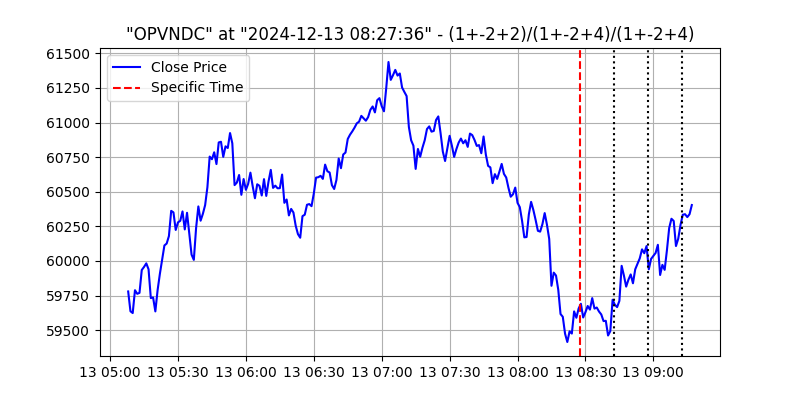 "OPVNDC" at "2024-12-13 08:27:36" - (1+-2+2)/(1+-2+4)/(1+-2+4)
Close Price
Specific Time
61500
61250
61000
60750
60500
60250
60000
59750
59500
13 05:00 13 05:30 13 06:00 13 06:30 13 07:00 13 07:30 13 08:00 13 08:30 13 09:00